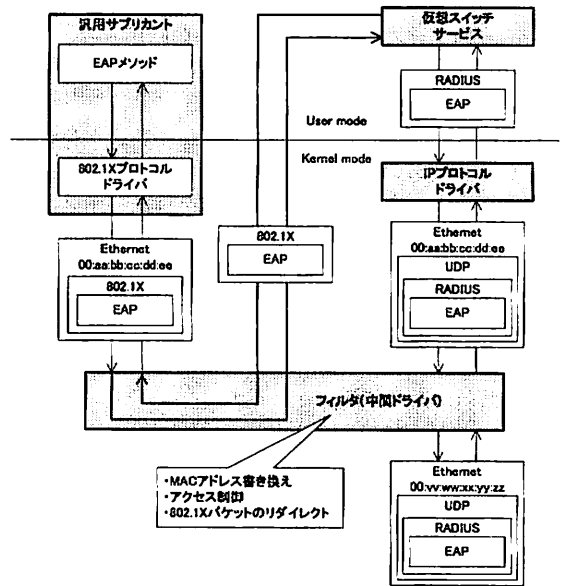 汎用サプリカント
EAPメソッド
802.1Xプロトコル
ドライバ
Ethernet
00:aa:bb:cc:dd:ee
802.1X
EAP
User mode
Kernel mode
802.1X
EAP
仮想スイッチ
サービス
RADIUS
EAP
IPプロトコル
ドライバ
Ethernet
00:aa:bb:cc:dd:ee
UDP
RADIUS
EAP
フィルタ(中間ドライバ)
・MACアドレス書き換え
・アクセス制御
・802.1Xパケットのリダイレクト
Ethernet
00:vv:ww:xx:yy:zz
UDP
RADIUS
EAP